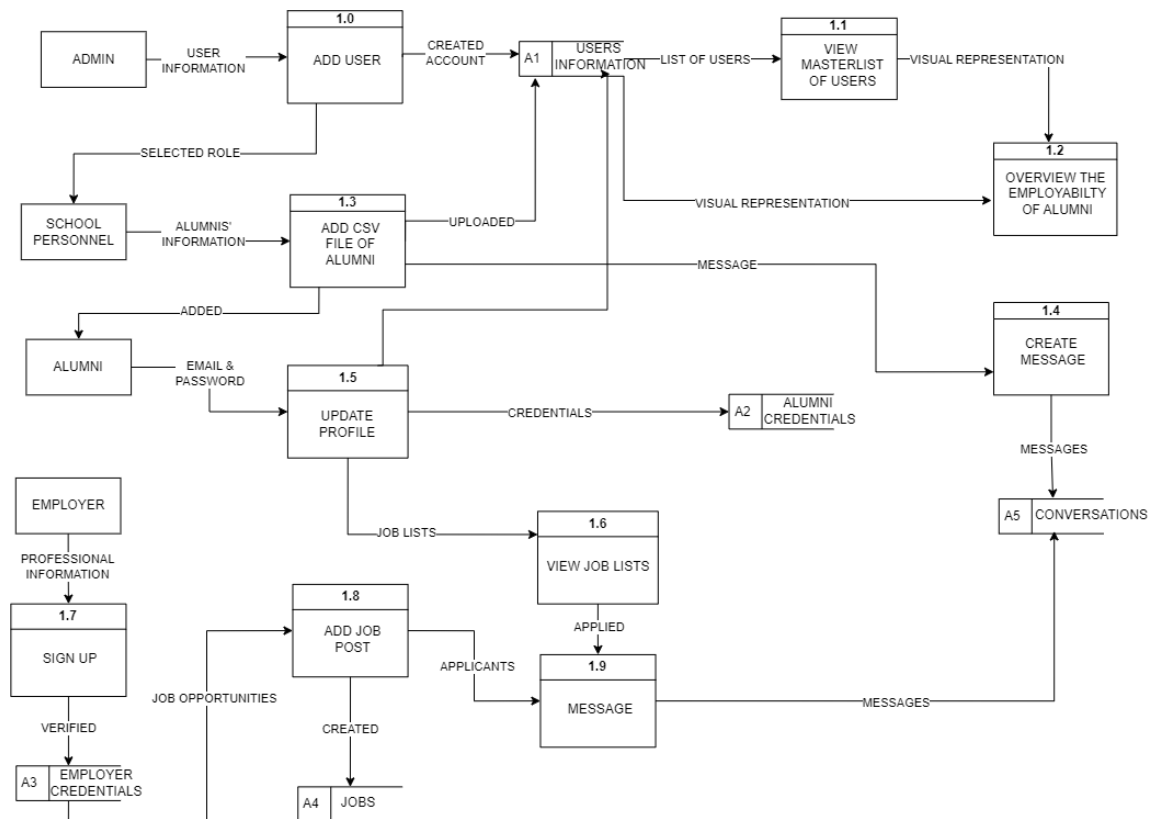 1.0
1.1
ADMIN
USER
INFORMATION
ADD USER
CREATED
ACCOUNT
A1
USERS
INFORMATION
LIST OF USERS
VIEW
MASTERLIST
OF USERS
VISUAL REPRESENTATION
SELECTED ROLE
1.2
OVERVIEW THE
EMPLOYABILTY
OF ALUMNI
SCHOOL
PERSONNEL
ALUMNIS'
INFORMATION
1.3
ADD CSV
FILE OF
ALUMNI
UPLOADED
VISUAL REPRESENTATION
MESSAGE
ADDED
1.4
CREATE
MESSAGE
ALUMNI
EMAIL &
PASSWORD
1.5
UPDATE
PROFILE
CREDENTIALS
A2
ALUMNI
CREDENTIALS
MESSAGES
EMPLOYER
A5
CONVERSATIONS
JOB LISTS
1.6
VIEW JOB LISTS
PROFESSIONAL
INFORMATION
1.7
SIGN UP
1.8
ADD JOB
POST
APPLIED
JOB OPPORTUNITIES
APPLICANTS
1.9
MESSAGE
MESSAGES
VERIFIED
CREATED
A3
EMPLOYER
CREDENTIALS
A4
JOBS